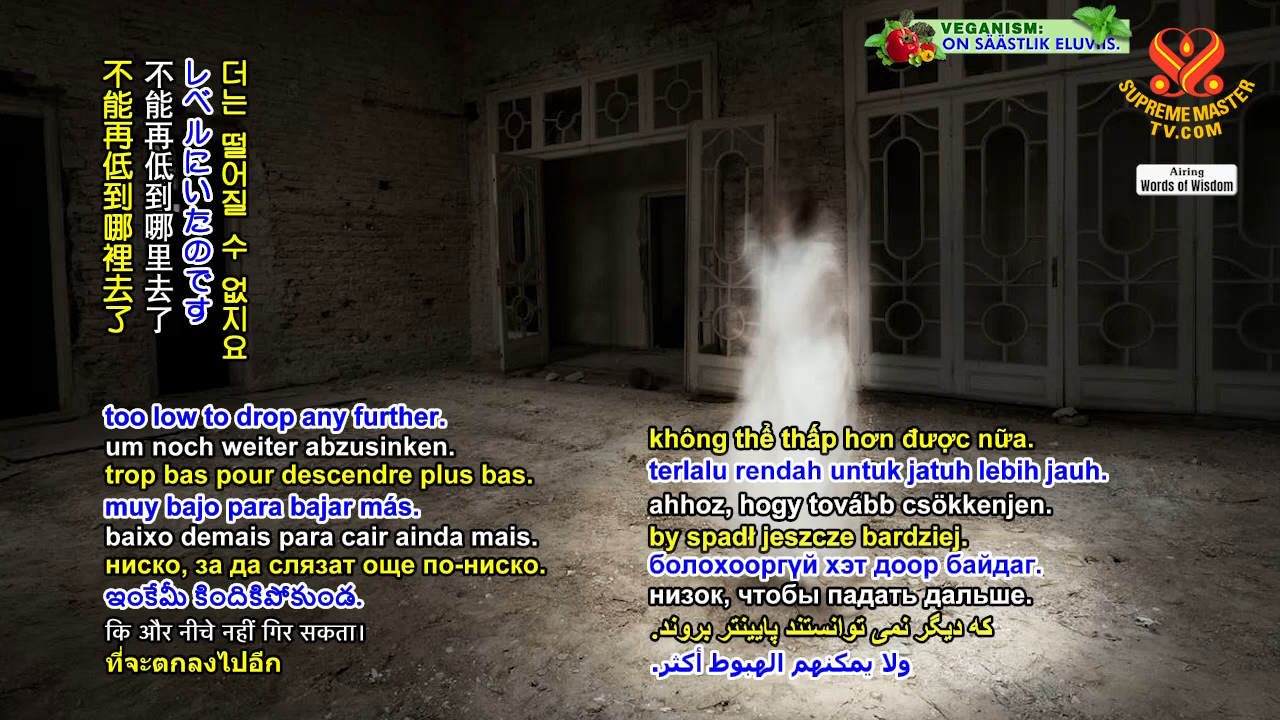 VEGANISM:
ON SÄÄSTLIK ELUVIIS.
SUPREME MASTER
TV.COM
Airing
Words of Wisdom
더는 떨어질 수 없지요
レベルにいたのです
不能再低到哪里去了
不能再低到哪裡去了
too low to drop any further.
um noch weiter abzusinken.
trop bas pour descendre plus bas.
muy bajo para bajar más.
baixo demais para cair ainda mais.
ниско, за да слязат още по-ниско.
ఇంకేమీ కిందికిపోకుండ.
कि और नीचे नहीं गिर सकता।
ที่จะตกลงไปอีก
không thể thấp hơn được nữa.
terlalu rendah untuk jatuh lebih jauh.
ahhoz, hogy tovább csökkenjen.
by spadł jeszcze bardziej.
болохооргүй хэт доор байдаг.
низок, чтобы падать дальше.
که دیگر نمی توانستند پایینتر بروند.
ولا يمكنهم الهبوط أكثر.